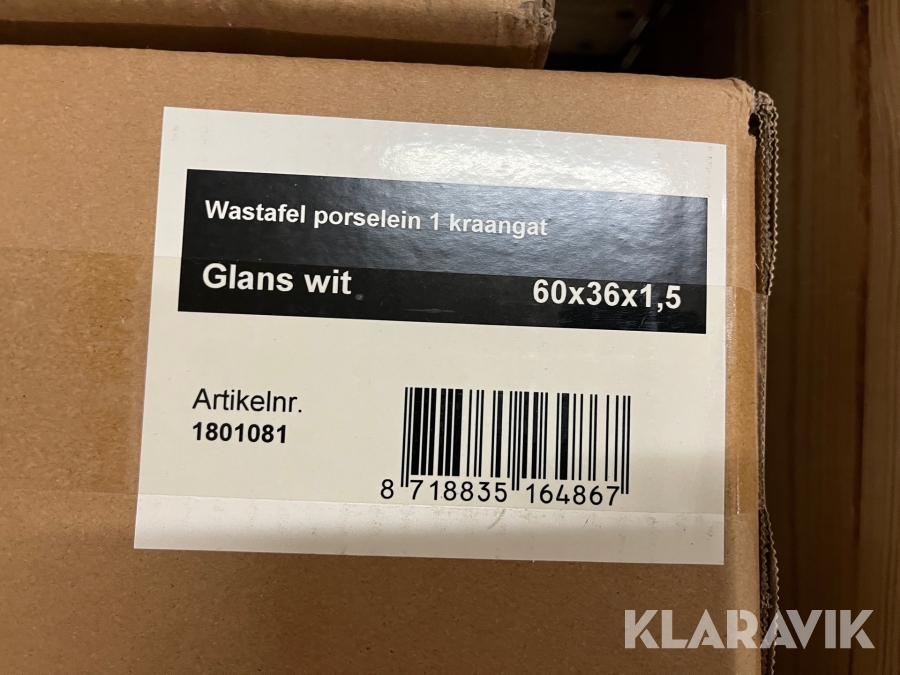 Wastafel porselein 1 kraangat
Glans wit
60x36x1,5
Artikelnr.
1801081
8 718835 164867
KLARAVIK